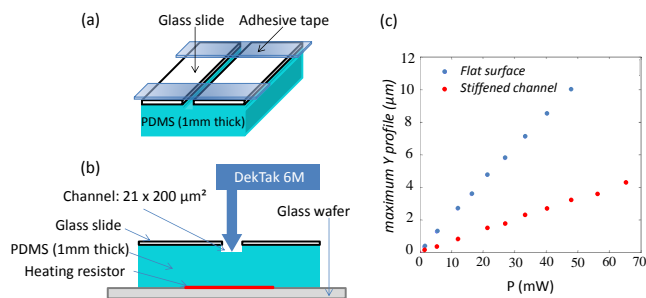 (a)
Glass slide
Adhesive tape
PDMS (1mm thick)
(b)
DekTak 6M
Channel: 21 x 200 µm²
Glass wafer
Glass slide
PDMS (1mm thick)
Heating resistor
(c)
maximum Y profile (µm)
12
10
8
6
4
2
0
Flat surface
Stiffened channel
0 10 20 30 40 50 60 70
P (mW)